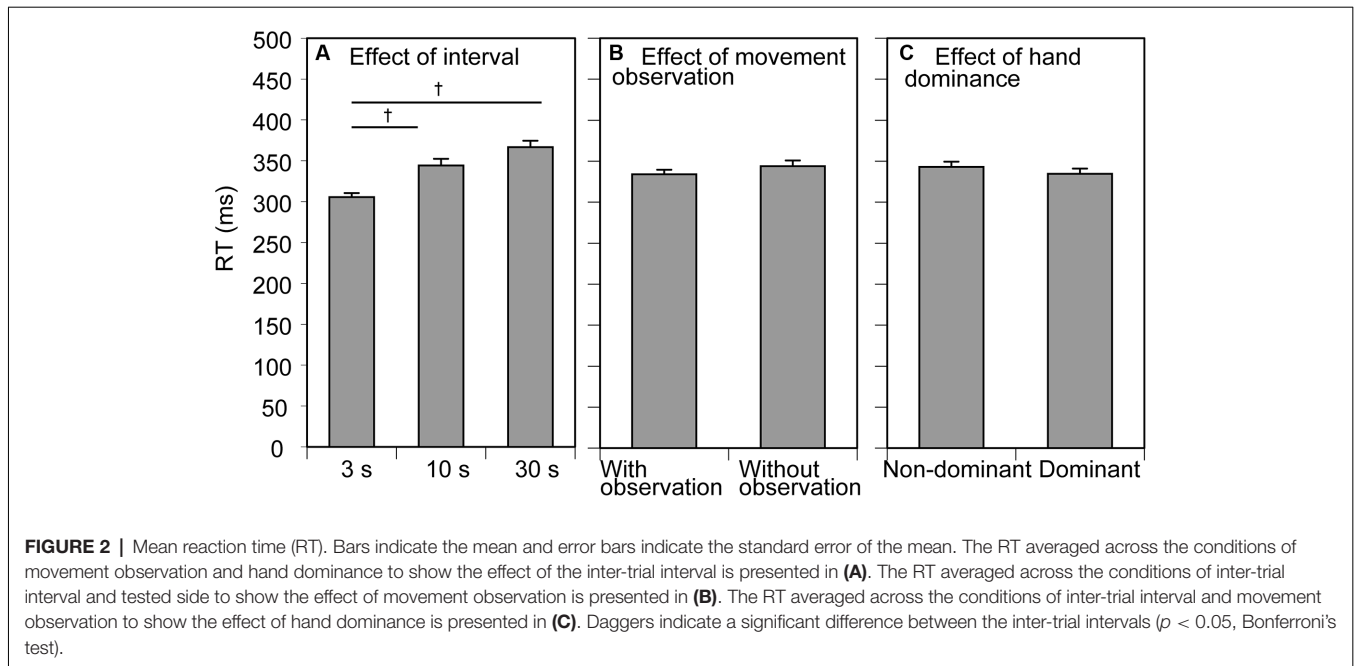 500
450
400
350
300
250
200
150
100
50
0
RT (ms)
A Effect of interval
†
†
3 s 10 s 30 s
B Effect of movement
observation
With Without
observation observation
C Effect of hand
dominance
Non-dominant Dominant
FIGURE 2 | Mean reaction time (RT). Bars indicate the mean and error bars indicate the standard error of the mean. The RT averaged across the conditions of
movement observation and hand dominance to show the effect of the inter-trial interval is presented in (A). The RT averaged across the conditions of inter-trial
interval and tested side to show the effect of movement observation is presented in (B). The RT averaged across the conditions of inter-trial interval and movement
observation to show the effect of hand dominance is presented in (C). Daggers indicate a significant difference between the inter-trial intervals (p < 0.05, Bonferroni's
test).